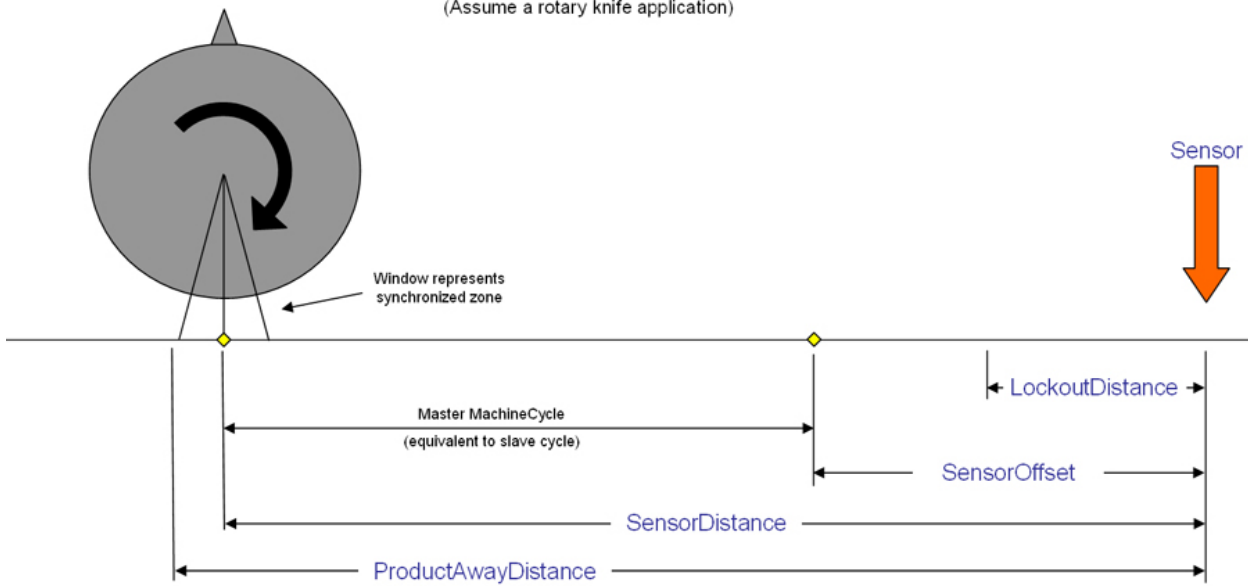 (Assume a rotary knife application)
Sensor
Window represents
synchronized zone
LockoutDistance
Master MachineCycle
(equivalent to slave cycle)
SensorOffset
SensorDistance
ProductAwayDistance